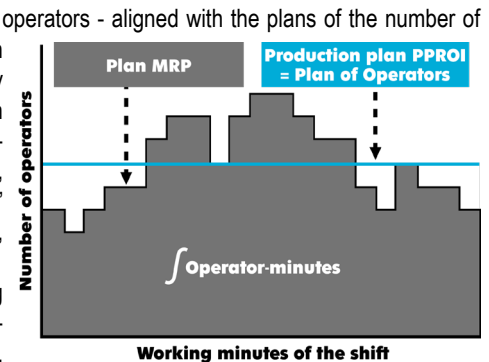 operators - aligned with the plans of the number of
Plan MRP
Production plan PPROI
= Plan of Operators
Number of operators
∫Operator-minutes
Working minutes of the shift